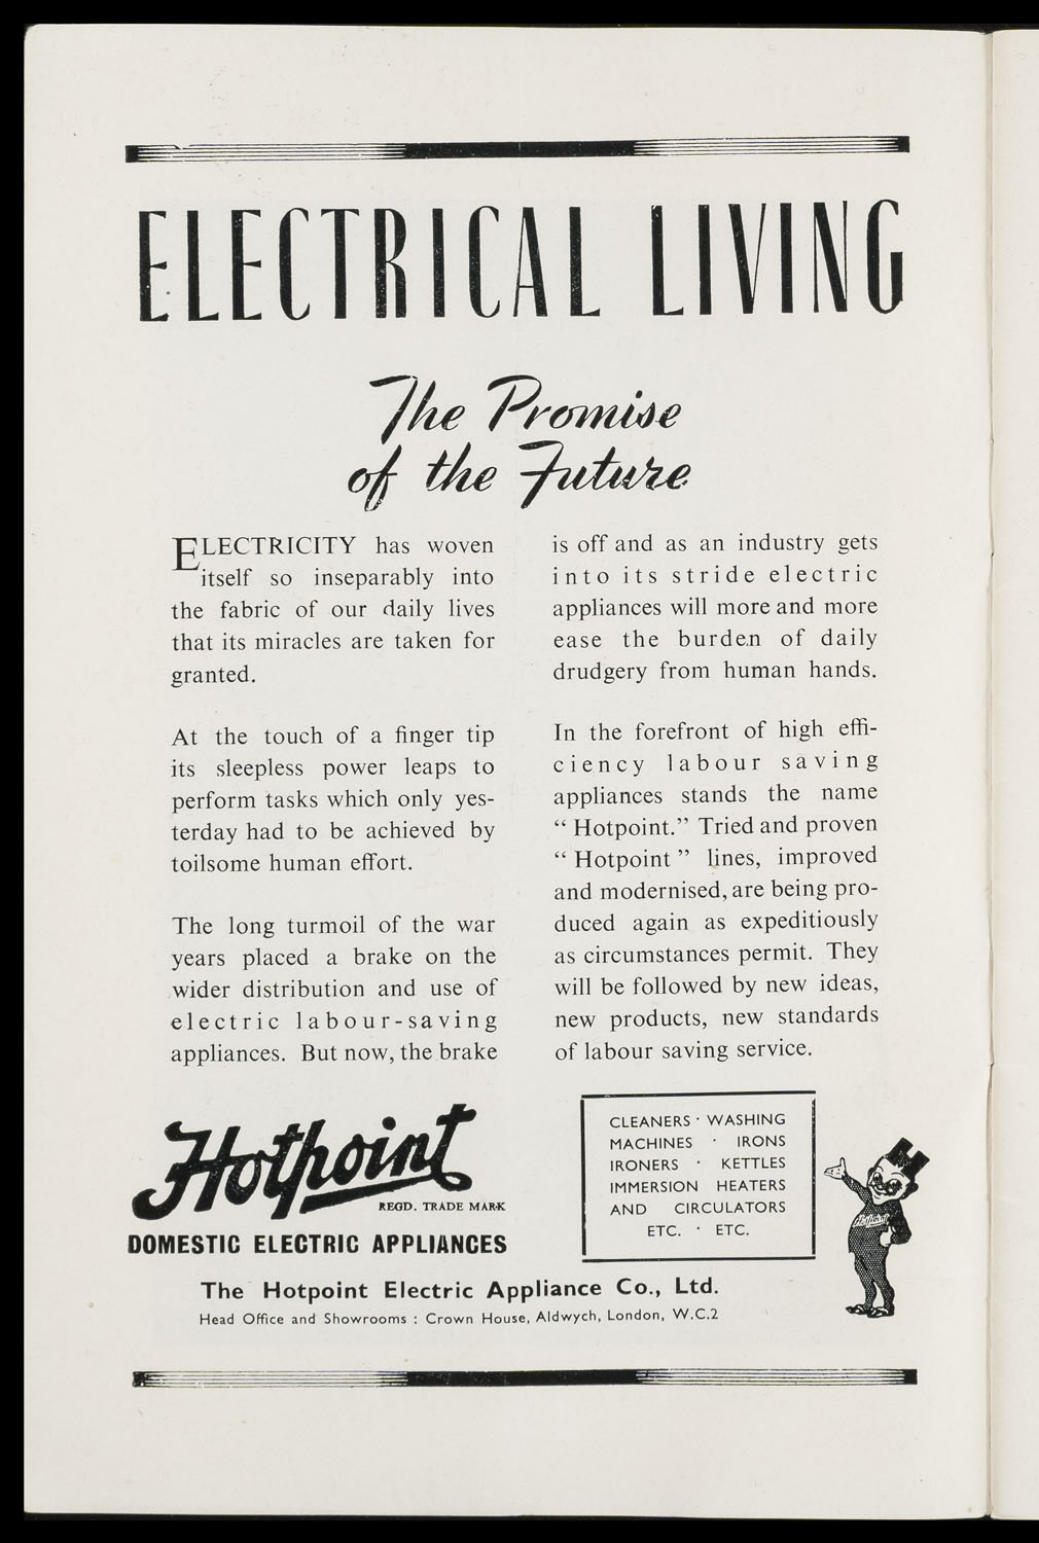 ELECTRICAL LIVING
The Promise
of the Future
ELECTRICITY has woven
itself so inseparably into
the fabric of our daily lives
that its miracles are taken for
granted.
At the touch of a finger tip
its sleepless power leaps to
perform tasks which only yes-
terday had to be achieved by
toilsome human effort.
The long turmoil of the war
years placed a brake on the
wider distribution and use of
electric labour-saving
appliances. But now, the brake
is off and as an industry gets
into its stride electric
appliances will more and more
ease the burden of daily
drudgery from human hands.
In the forefront of high effi-
ciency labour saving
appliances stands the name
“ Hotpoint.” Tried and proven
“ Hotpoint ” lines, improved
and modernised, are being pro-
duced again as expeditiously
as circumstances permit. They
will be followed by new ideas,
new products, new standards
of labour saving service.
Hotpoint
REGD. TRADE MARK
DOMESTIC ELECTRIC APPLIANCES
CLEANERS · WASHING
MACHINES · IRONS
IRONERS · KETTLES
IMMERSION HEATERS
AND CIRCULATORS
ETC. · ETC.
Hotpoint
The Hotpoint Electric Appliance Co., Ltd.
Head Office and Showrooms : Crown House, Aldwych, London, W.C.2